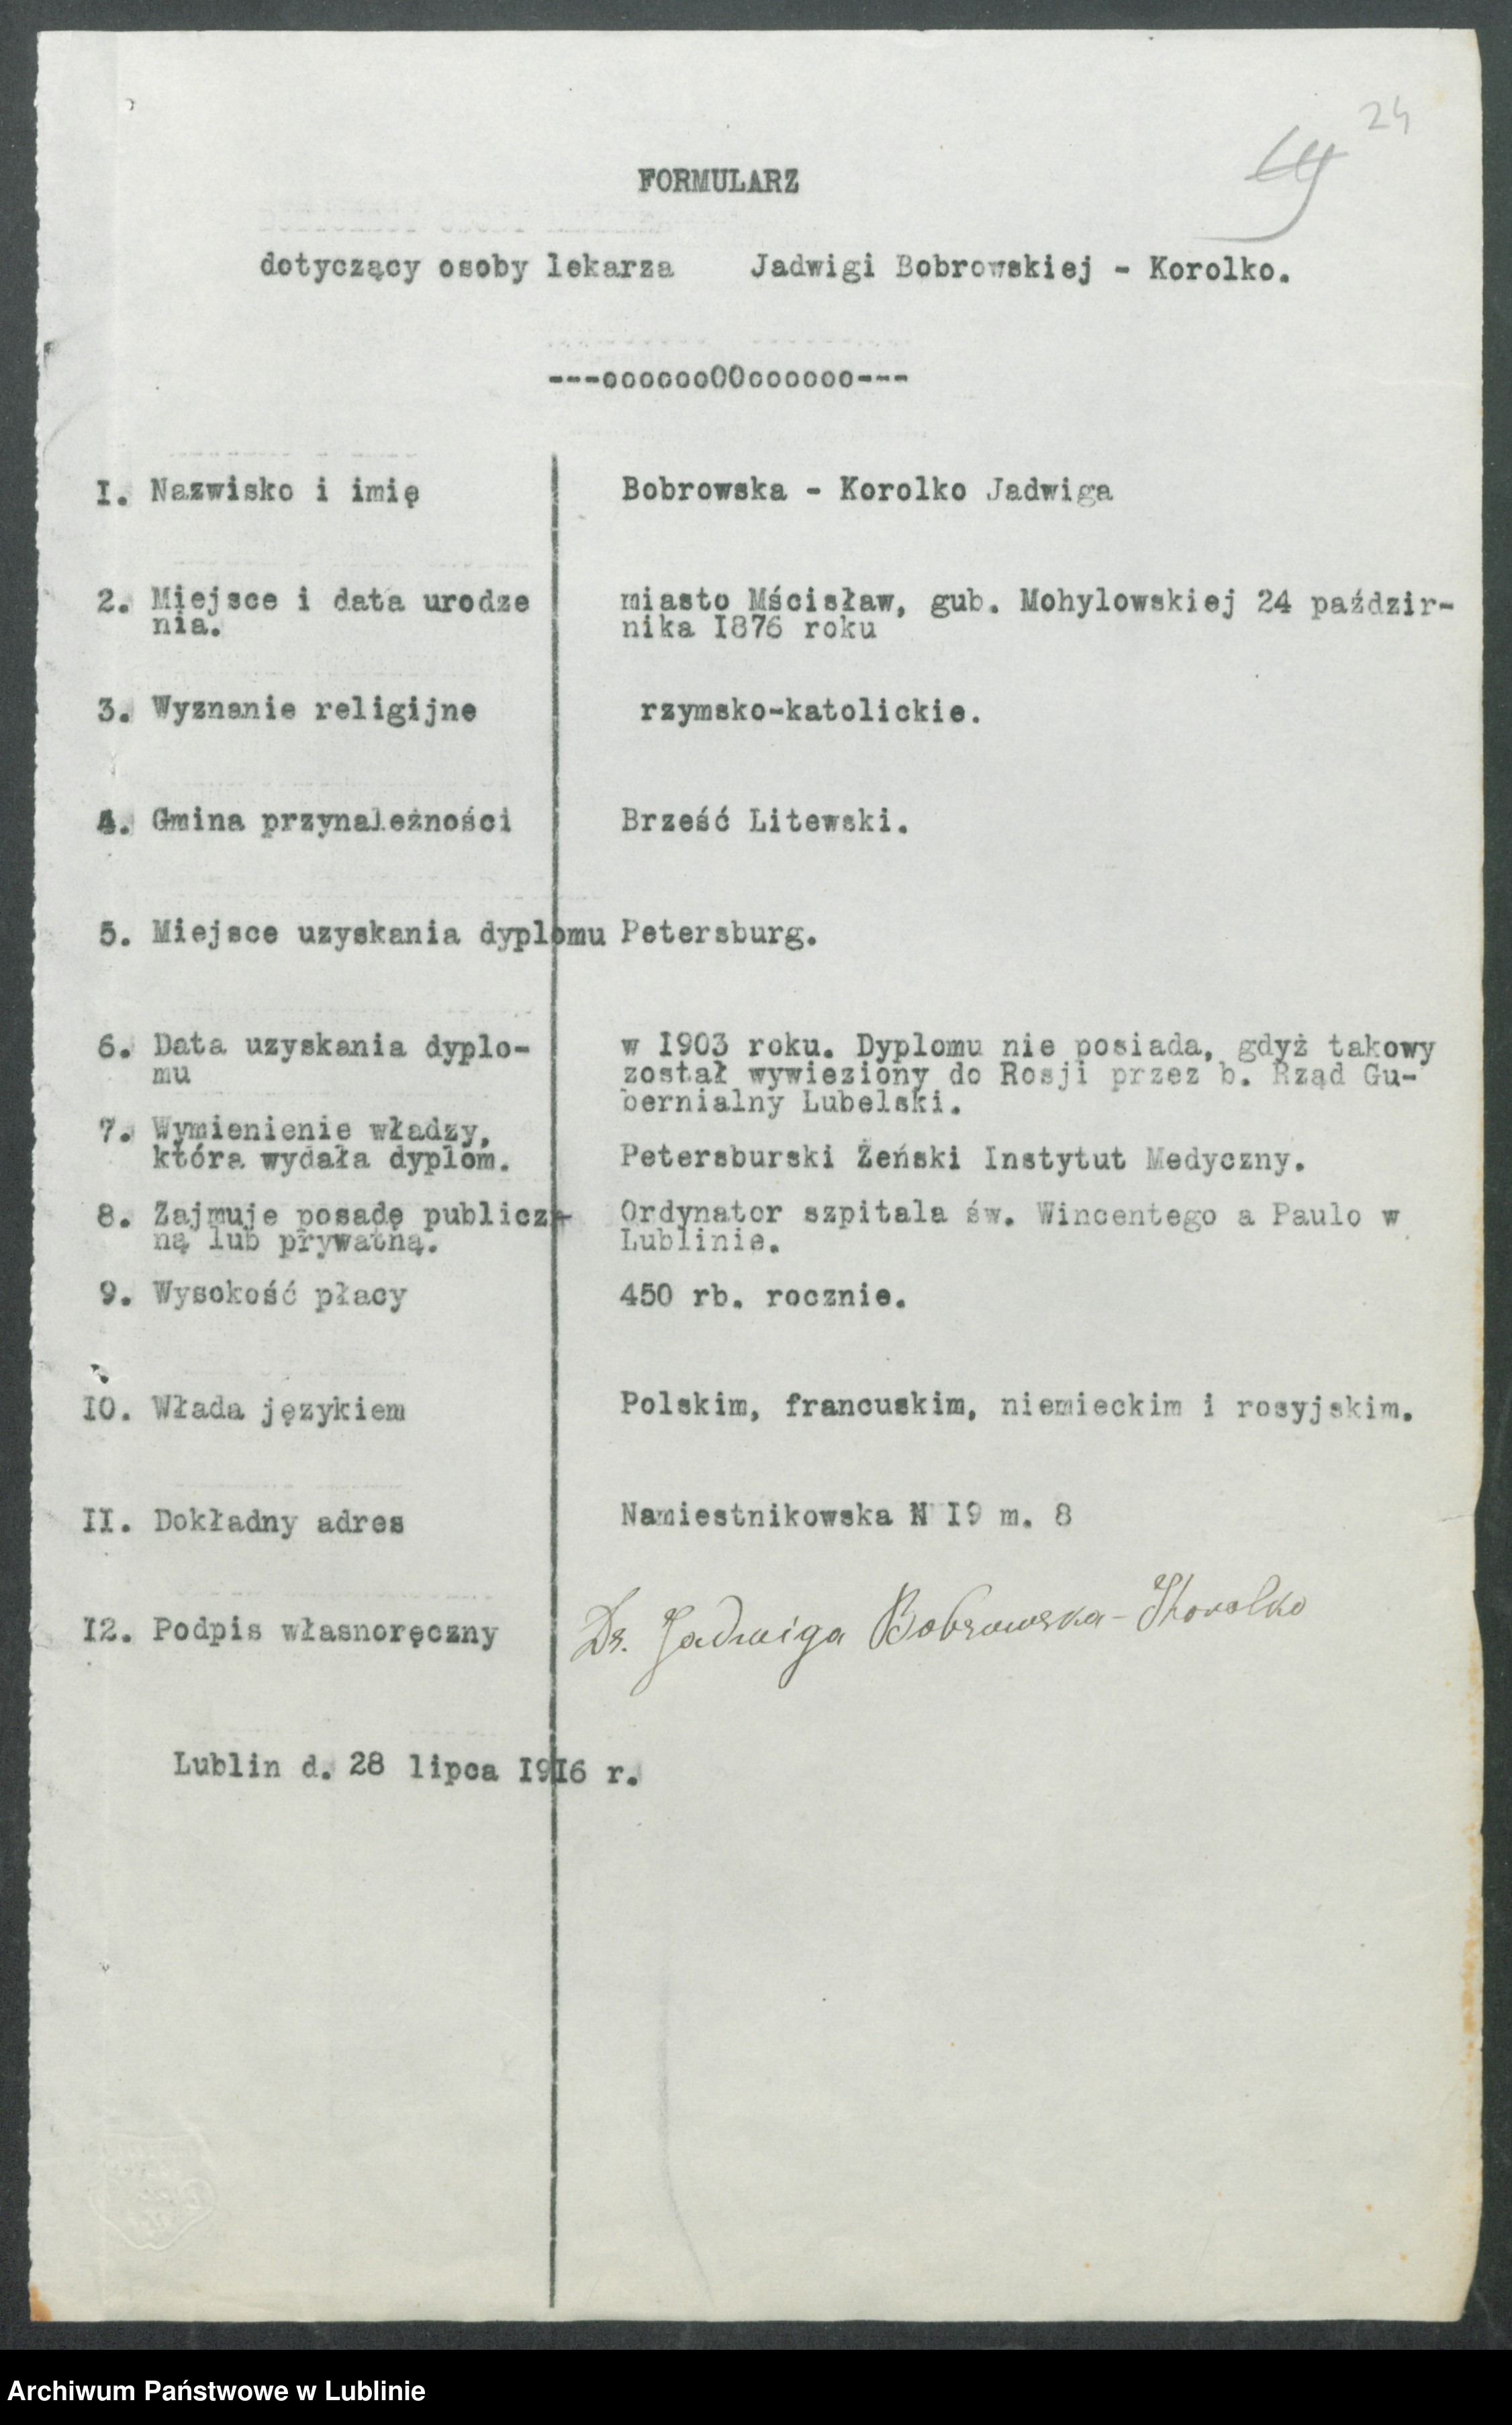 24
FORMULARZ
dotyczący osoby lekarza Jadwigi Bobrowskiej - Korolko.
---ooooooOOoooooo---
I. Nazwisko i imię Bobrowska - Korolko Jadwiga
2. Miejsce i data urodze miasto Mścisław, gub. Mohylowskiej 24 paździr-
nia. nika I876 roku
3. Wyznanie religijne rzymsko-katolickie.
4. Gmina przynależności Brześć Litewski.
5. Miejsce uzyskania dyplomu Petersburg.
6. Data uzyskania dyplo- w I903 roku. Dyplomu nie posiada, gdyż takowy
mu został wywieziony do Rosji przez b. Rząd Gu-
bernialny Lubelski.
7. Wymienienie władzy,
która wydała dyplom. Petersburski Żeński Instytut Medyczny.
8. Zajmuje posadę publicz- Ordynator szpitala św. Wincentego a Paulo w
ną lub prywatną. Lublinie.
9. Wysokość płacy 450 rb. rocznie.
IO. Włada językiem Polskim, francuskim, niemieckim i rosyjskim.
II. Dokładny adres Namiestnikowska N I9 m. 8
I2. Podpis własnoręczny Dr. Jadwiga Bobrowska-Korolko
Lublin d. 28 lipca I9I6 r.
Archiwum Państwowe w Lublinie